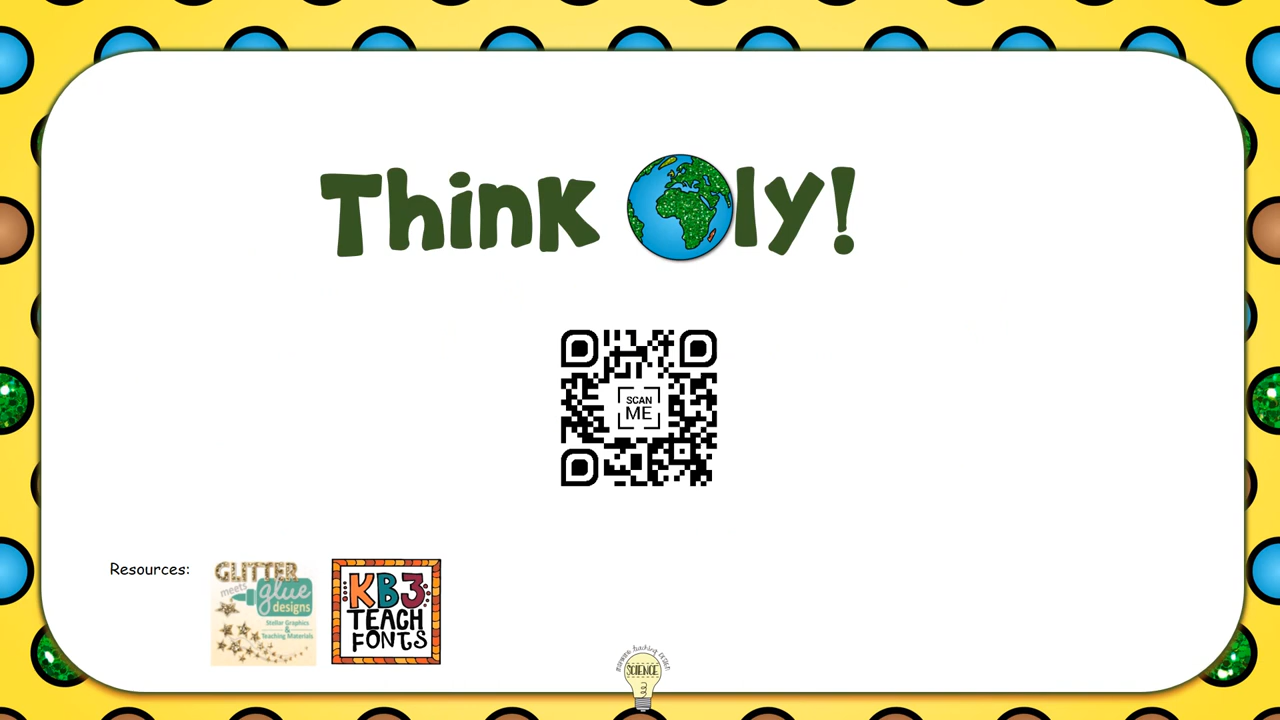 Think ly!
SCAN
ME
Resources:
GLITTER
meets
glue
designs
Stellar Graphics
&
Teaching Materials
KB3
TEACH
FONTS
SCIENCE